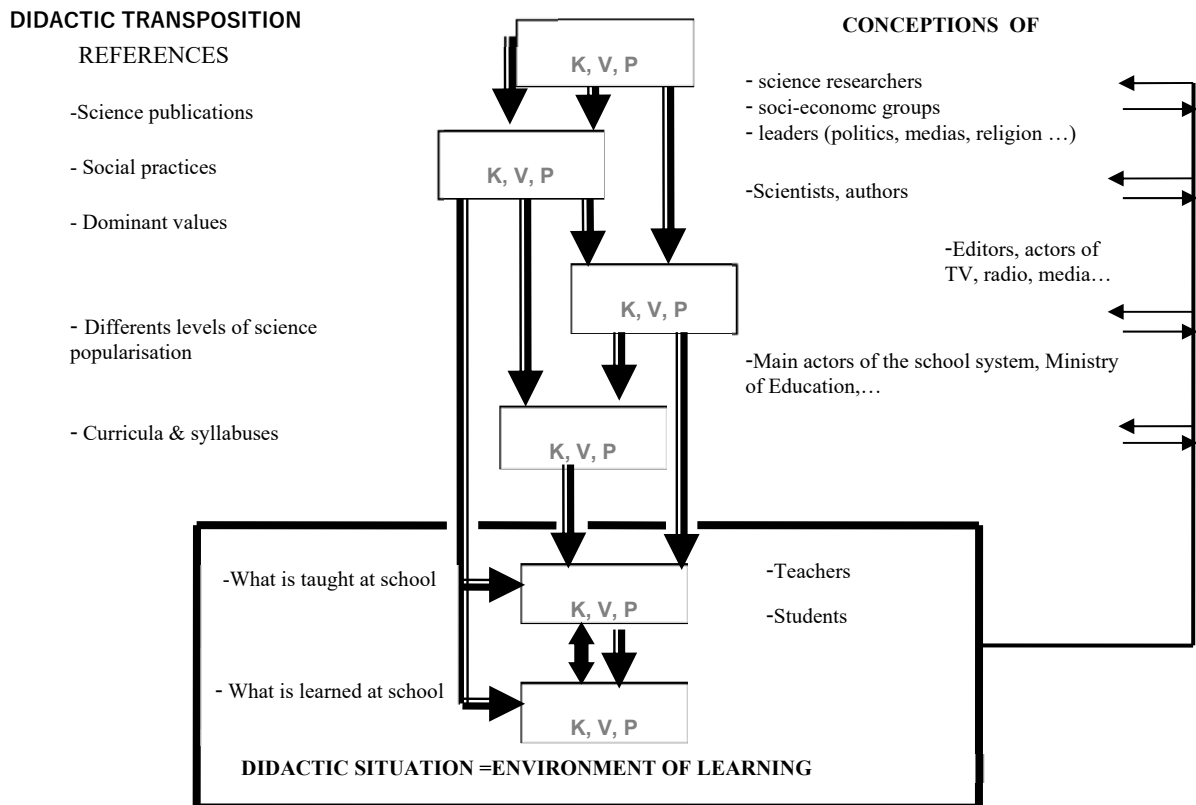 DIDACTIC TRANSPOSITION
REFERENCES
-Science publications
- Social practices
- Dominant values
- Differents levels of science
popularisation
- Curricula & syllabuses
K, V, P
K, V, P
K, V, P
K, V, P
CONCEPTIONS OF
- science researchers
- soci-economc groups
- leaders (politics, medias, religion …)
-Scientists, authors
-Editors, actors of
TV, radio, media…
-Main actors of the school system, Ministry
of Education,…
-What is taught at school
K, V, P
-Teachers
-Students
- What is learned at school
K, V, P
DIDACTIC SITUATION =ENVIRONMENT OF LEARNING